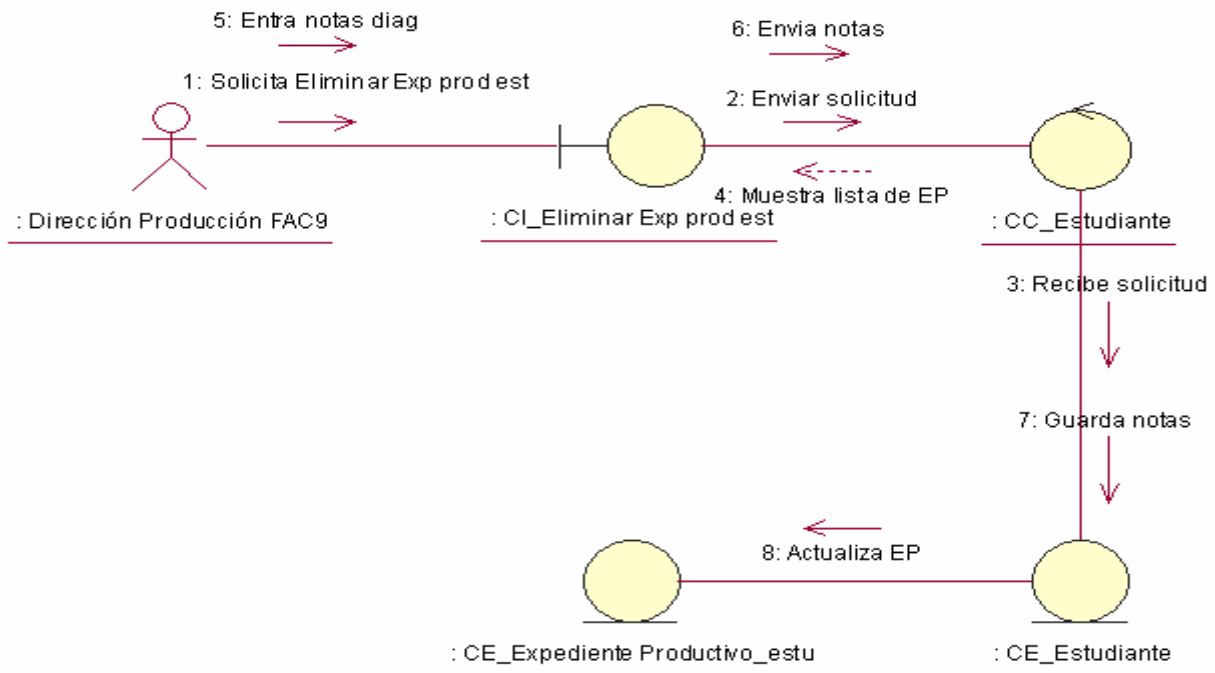 5: Entra notas diag
6: Envia notas
1: Solicita Eliminar Exp prod est
2: Enviar solicitud
4: Muestra lista de EP
: Dirección Producción FAC9
: CI_Eliminar Exp prod est
: CC_Estudiante
3: Recibe solicitud
7: Guarda notas
8: Actualiza EP
: CE_Expediente Productivo_estu
: CE_Estudiante